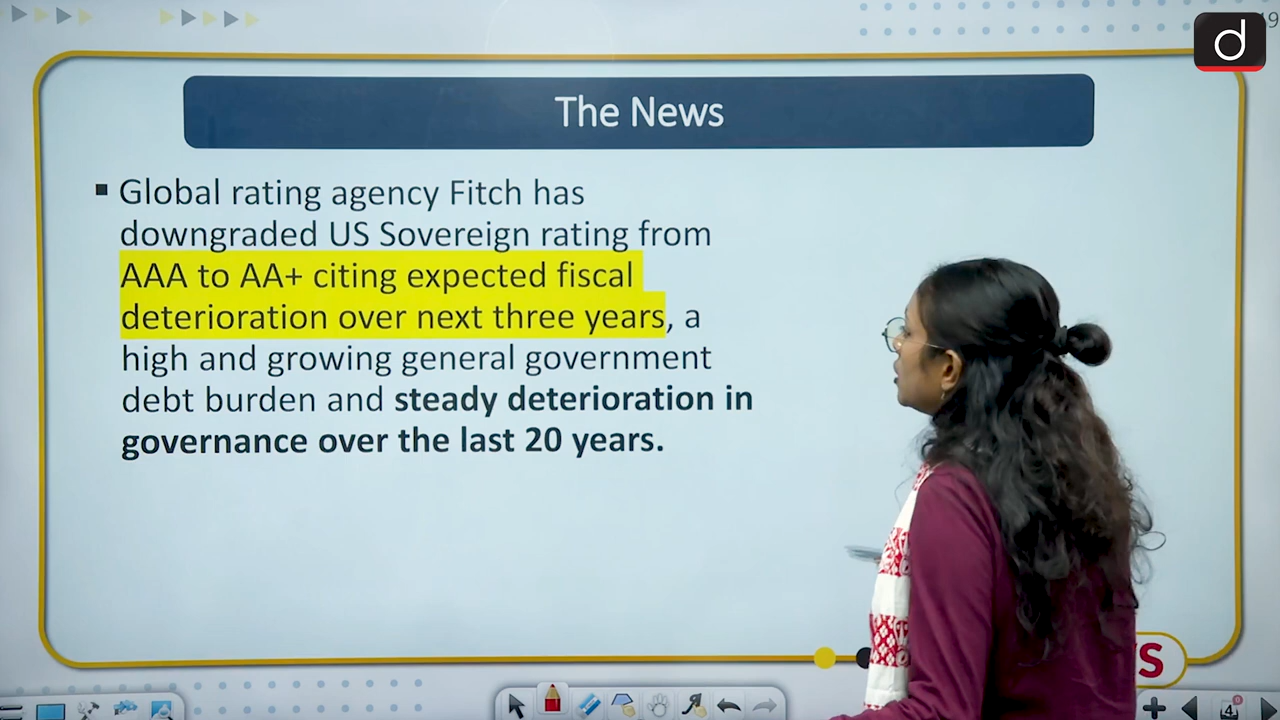 d
9
The News
▪ Global rating agency Fitch has
downgraded US Sovereign rating from
AAA to AA+ citing expected fiscal
deterioration over next three years, a
high and growing general government
debt burden and steady deterioration in
governance over the last 20 years.
S
4